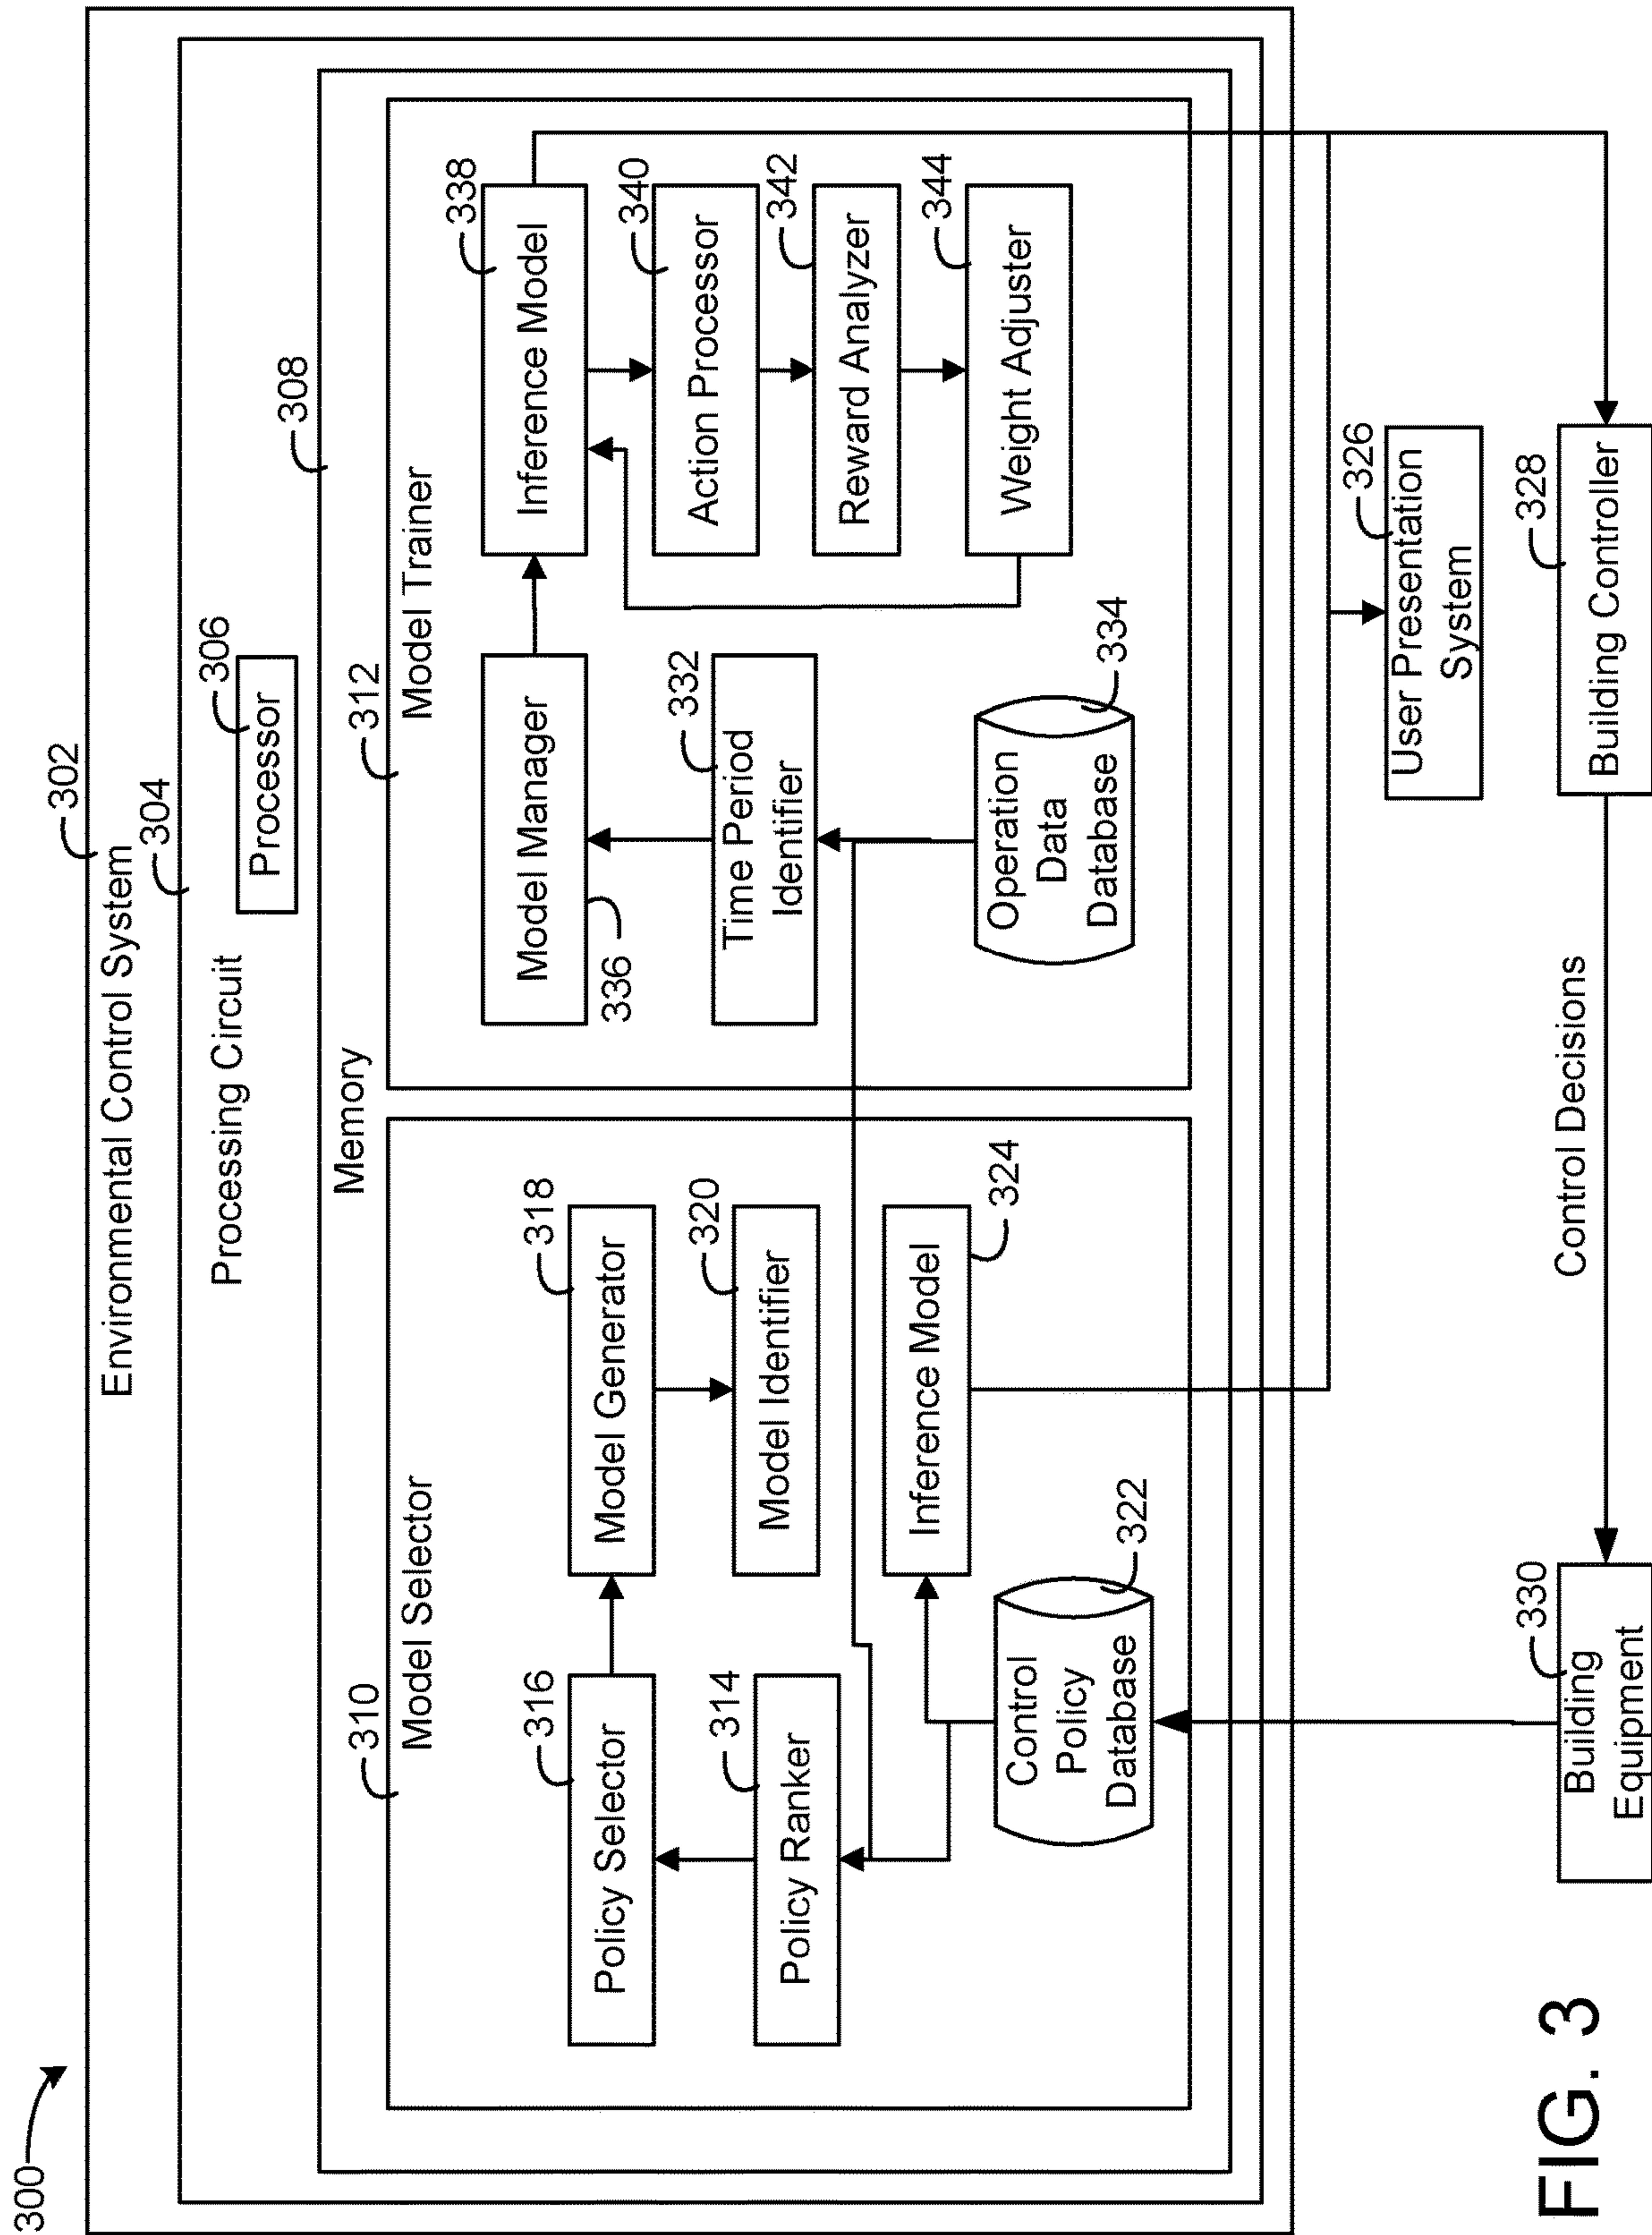 300
302
Environmental Control System
304
Processing Circuit
306
Processor
308
Memory
310
Model Selector
312
Model Trainer
316
Policy Selector
318
Model Generator
314
Policy Ranker
320
Model Identifier
324
Inference Model
322
Control
Policy
Database
Model Manager
336
338
Inference Model
332
Time Period
Identifier
340
Action Processor
342
Reward Analyzer
334
Operation
Data
Database
344
Weight Adjuster
326
User Presentation
System
330
Building
Equipment
Control Decisions
328
Building Controller
FIG. 3